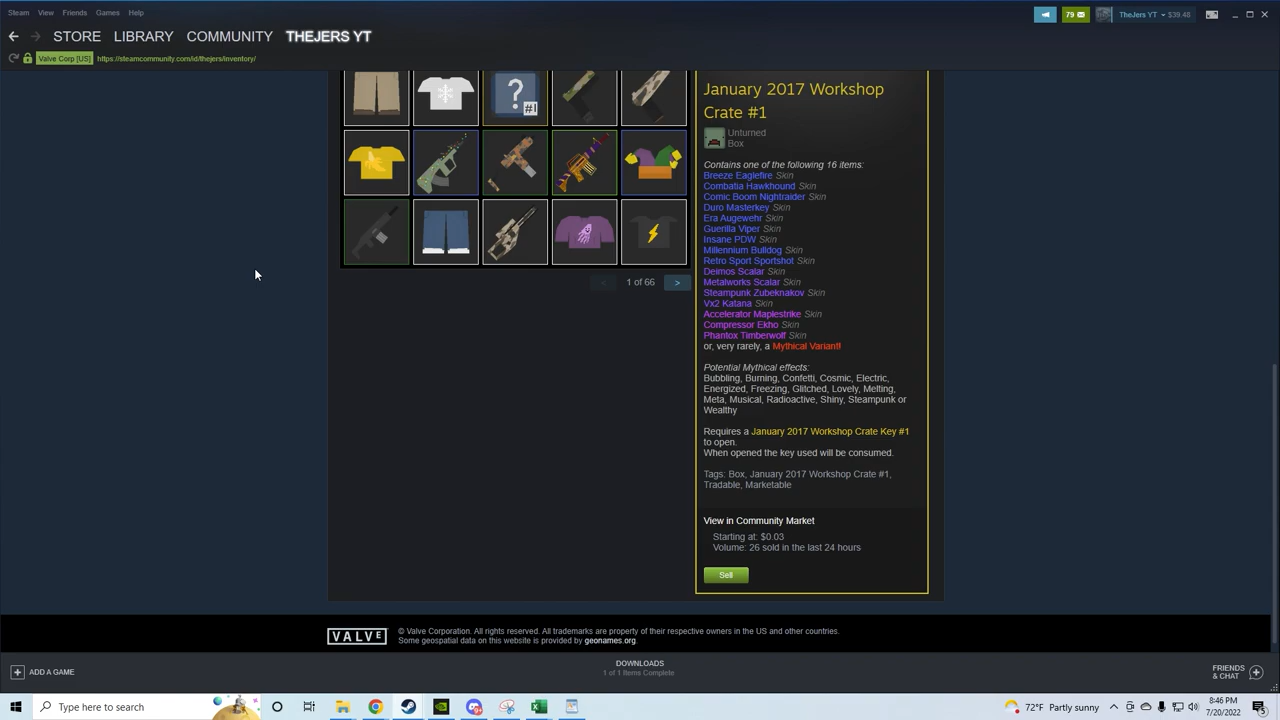 Steam View Friends Games Help
79 TheJers YT $39.48
STORE LIBRARY COMMUNITY THEJERS YT
Valve Corp [US] https://steamcommunity.com/id/thejers/inventory/
? #1
1 of 66 >
January 2017 Workshop
Crate #1
Unturned
Box
Contains one of the following 16 items:
Breeze Eaglefire Skin
Combatia Hawkhound Skin
Comic Boom Nightraider Skin
Duro Masterkey Skin
Era Augewehr Skin
Guerilla Viper Skin
Insane PDW Skin
Millennium Bulldog Skin
Retro Sport Sportshot Skin
Deimos Scalar Skin
Metalworks Scalar Skin
Steampunk Zubeknakov Skin
Vx2 Katana Skin
Accelerator Maplestrike Skin
Compressor Ekho Skin
Phantox Timberwolf Skin
or, very rarely, a Mythical Variant!
Potential Mythical effects:
Bubbling, Burning, Confetti, Cosmic, Electric,
Energized, Freezing, Glitched, Lovely, Melting,
Meta, Musical, Radioactive, Shiny, Steampunk or
Wealthy
Requires a January 2017 Workshop Crate Key #1
to open.
When opened the key used will be consumed.
Tags: Box, January 2017 Workshop Crate #1,
Tradable, Marketable
View in Community Market
Starting at: $0.03
Volume: 26 sold in the last 24 hours
Sell
VALVE
© Valve Corporation. All rights reserved. All trademarks are property of their respective owners in the US and other countries.
Some geospatial data on this website is provided by geonames.org.
+ ADD A GAME
DOWNLOADS
1 of 1 Items Complete
FRIENDS
& CHAT
Type here to search
72°F Partly sunny
8:46 PM
7/20/2022